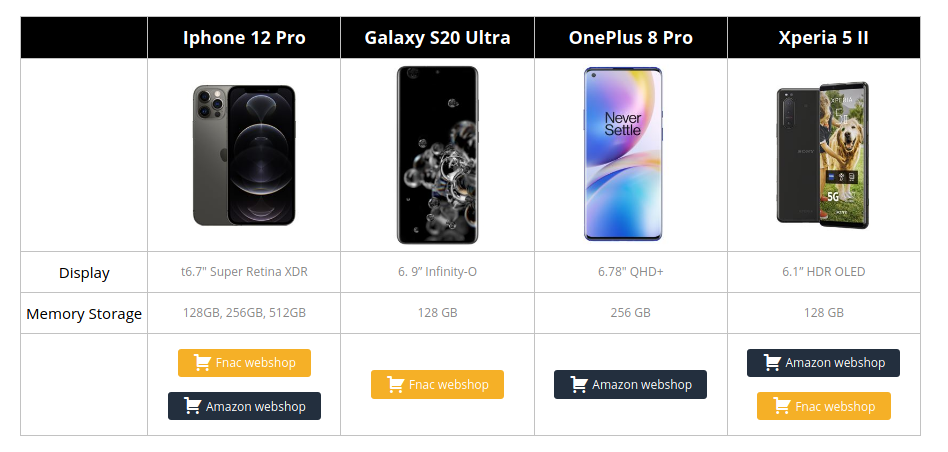 Iphone 12 Pro Galaxy S20 Ultra OnePlus 8 Pro Xperia 5 II
Never
Settle
XPERIA
SONY
5G
Display t6.7" Super Retina XDR 6. 9” Infinity-O 6.78" QHD+ 6.1” HDR OLED
Memory Storage 128GB, 256GB, 512GB 128 GB 256 GB 128 GB
Fnac webshop Fnac webshop Amazon webshop Amazon webshop
Amazon webshop Fnac webshop